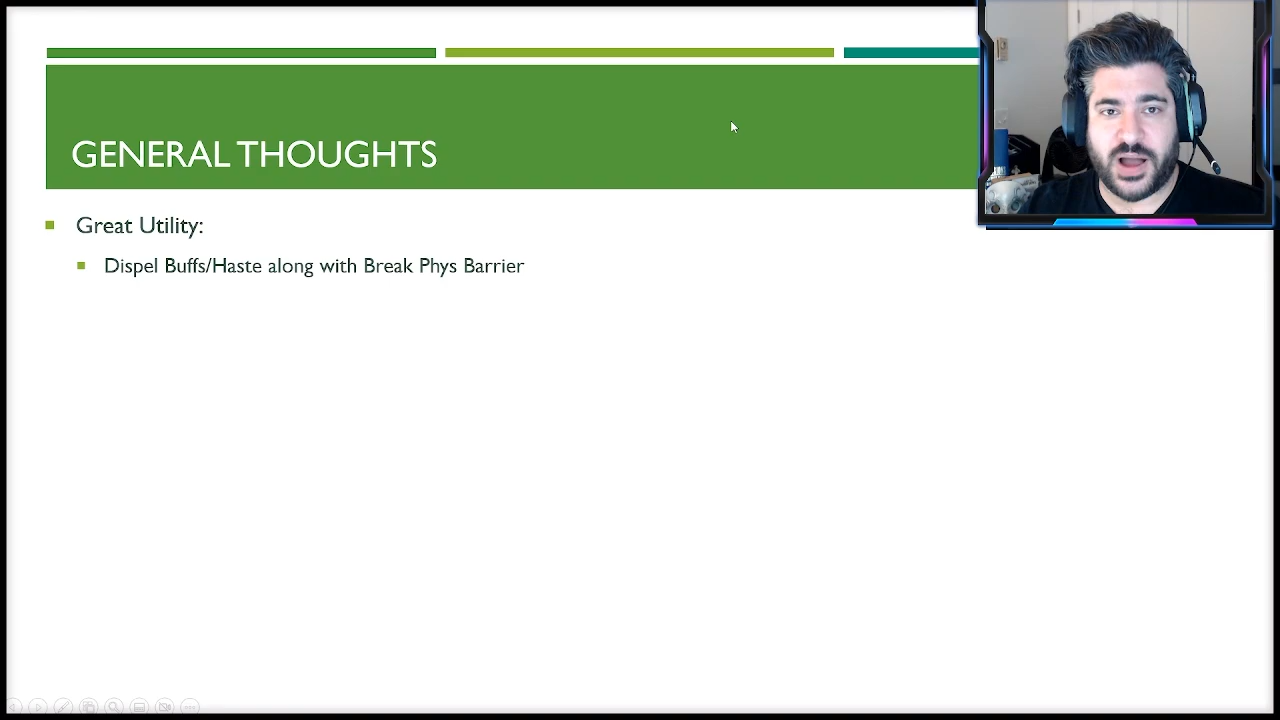 GENERAL THOUGHTS
Great Utility:
Dispel Buffs/Haste along with Break Phys Barrier